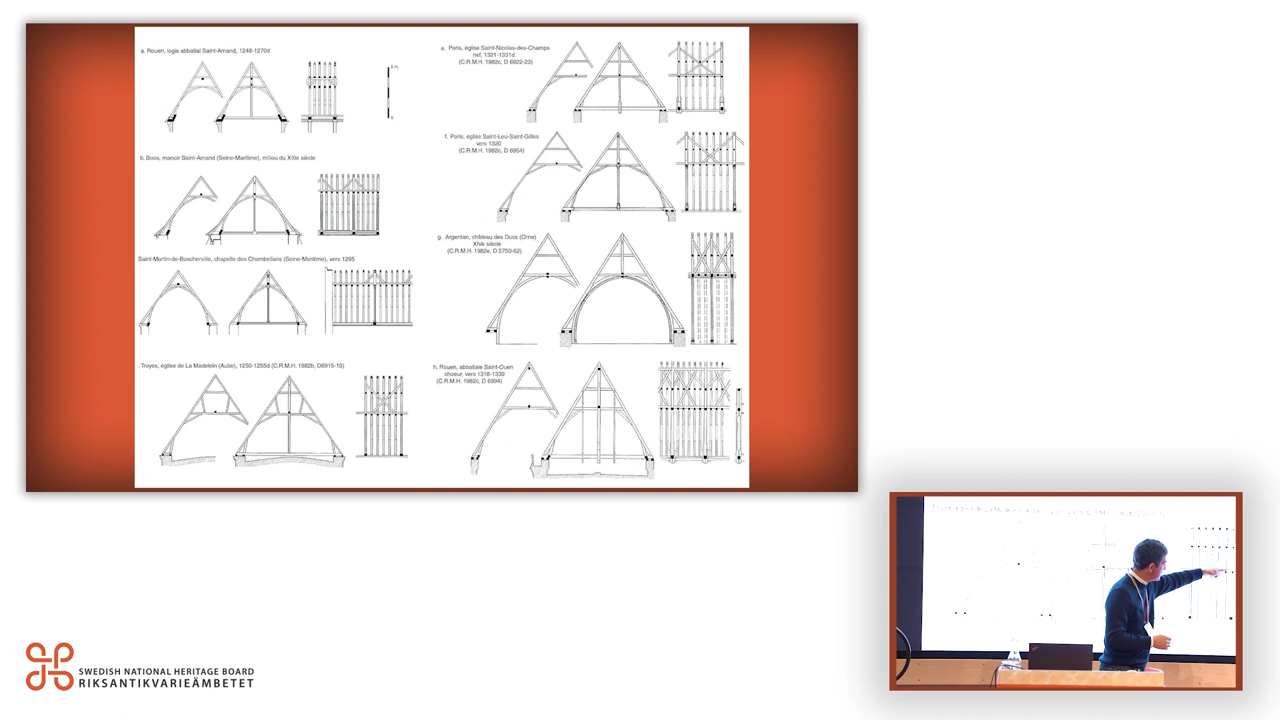 a. Rouen, logis abbatial Saint-Amand, 1248-1270d
b. Boos, manoir Saint-Amand (Seine-Maritime), milieu du XIIIe siècle
Saint-Martin-de-Boscherville, chapelle des Chambellans (Seine-Maritime), vers 1295
. Troyes, église de La Madelein (Aube), 1250-1255d (C.R.M.H. 1982b, D6915-16)
e. Paris, église Saint-Nicolas-des-Champs
nef, 1321-1331d
(C.R.M.H. 1982c, D 6922-23)
f. Paris, église Saint-Leu-Saint-Gilles
vers 1320
(C.R.M.H. 1982c, D 6954)
g. Argentan, château des Ducs (Orne)
XIVe siècle
(C.R.M.H. 1982e, D 5750-62)
h. Rouen, abbatiale Saint-Ouen
choeur, vers 1318-1339
(C.R.M.H. 1982c, D 6994)
SWEDISH NATIONAL HERITAGE BOARD
RIKSANTIKVARIEÄMBETET